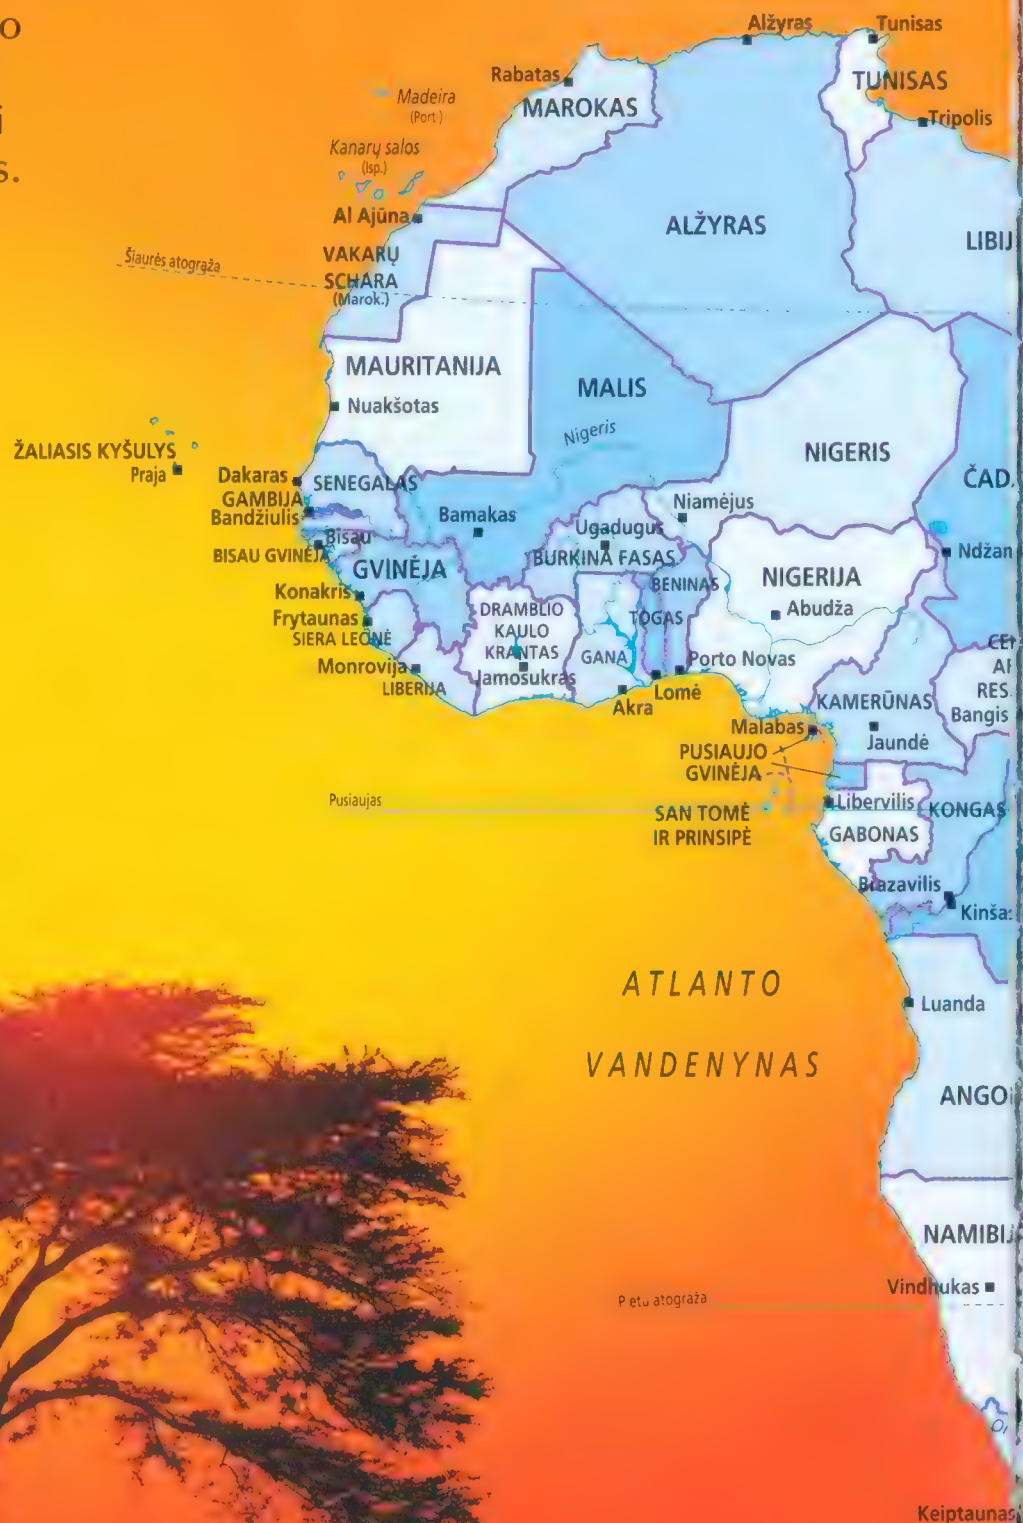 o
i
s.
Alžyras
Tunisas
Rabatas
TUNISAS
Madeira
(Port.)
MAROKAS
Tripolis
Kanarų salos
(Isp.)
Al Ajūna
ALŽYRAS
LIBIJ
VAKARŲ
SCHARA
(Marok.)
Šiaurės atogrąža
MAURITANIJA
MALIS
Nuakšotas
Nigeris
ŽALIASIS KYŠULYS
Praja
NIGERIS
ČAD
Dakaras
SENEGALAS
GAMBIJA
Bandžiulis
Bamakas
Niamėjus
Ugadugus
Bisau
BISAU GVINĖJA
BURKINA FASAS
Ndžan
GVINĖJA
BENINAS
NIGERIJA
Konakris
Abudža
DRAMBLIO
KAULO
KRANTAS
TOGAS
Frytaunas
SIERA LEONĖ
GANA
Porto Novas
Monrovija
LIBERIJA
Jamosukras
Lomė
Akra
RES.
Bangis
KAMERŪNAS
Malabas
Jaundė
PUSIAUJO
GVINĖJA
Pusiaujas
Libervilis
KONGAS
SAN TOMĖ
IR PRINSIPĖ
GABONAS
Brazavilis
Kinša
ATLANTO
VANDENYNAS
Luanda
ANGO
NAMIBIJ
Vindhukas
Pietų atogrąža
Keiptaunas